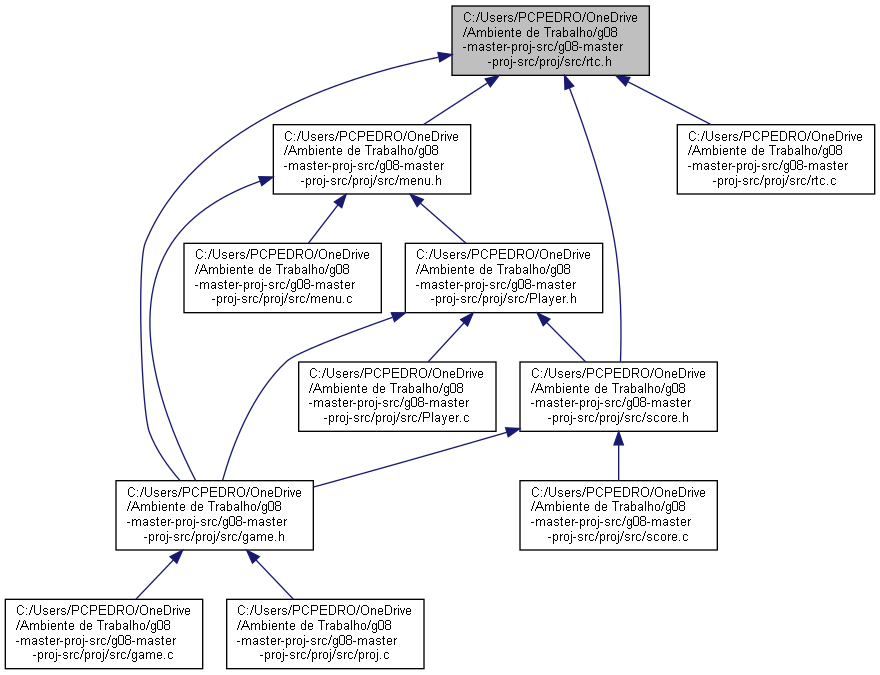 C:/Users/PCPEDRO/OneDrive
/Ambiente de Trabalho/g08
-master-proj-src/g08-master
-proj-src/proj/src/rtc.h
C:/Users/PCPEDRO/OneDrive
/Ambiente de Trabalho/g08
-master-proj-src/g08-master
-proj-src/proj/src/menu.h
C:/Users/PCPEDRO/OneDrive
/Ambiente de Trabalho/g08
-master-proj-src/g08-master
-proj-src/proj/src/rtc.c
C:/Users/PCPEDRO/OneDrive
/Ambiente de Trabalho/g08
-master-proj-src/g08-master
-proj-src/proj/src/menu.c
C:/Users/PCPEDRO/OneDrive
/Ambiente de Trabalho/g08
-master-proj-src/g08-master
-proj-src/proj/src/Player.h
C:/Users/PCPEDRO/OneDrive
/Ambiente de Trabalho/g08
-master-proj-src/g08-master
-proj-src/proj/src/Player.c
C:/Users/PCPEDRO/OneDrive
/Ambiente de Trabalho/g08
-master-proj-src/g08-master
-proj-src/proj/src/score.h
C:/Users/PCPEDRO/OneDrive
/Ambiente de Trabalho/g08
-master-proj-src/g08-master
-proj-src/proj/src/game.h
C:/Users/PCPEDRO/OneDrive
/Ambiente de Trabalho/g08
-master-proj-src/g08-master
-proj-src/proj/src/score.c
C:/Users/PCPEDRO/OneDrive
/Ambiente de Trabalho/g08
-master-proj-src/g08-master
-proj-src/proj/src/game.c
C:/Users/PCPEDRO/OneDrive
/Ambiente de Trabalho/g08
-master-proj-src/g08-master
-proj-src/proj/src/proj.c